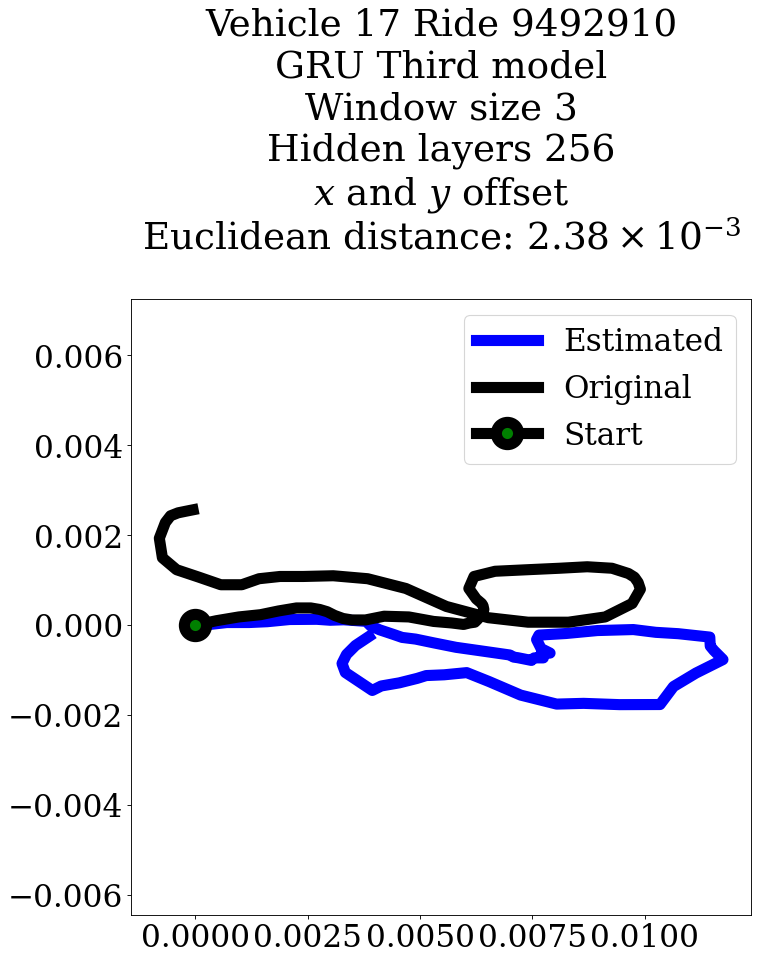 Vehicle 17 Ride 9492910
GRU Third model
Window size 3
Hidden layers 256
x and y offset
Euclidean distance: 2.38 × 10⁻³
Estimated
Original
Start
0.006
0.004
0.002
0.000
−0.002
−0.004
−0.006
0.0000 0.0025 0.0050 0.0075 0.0100